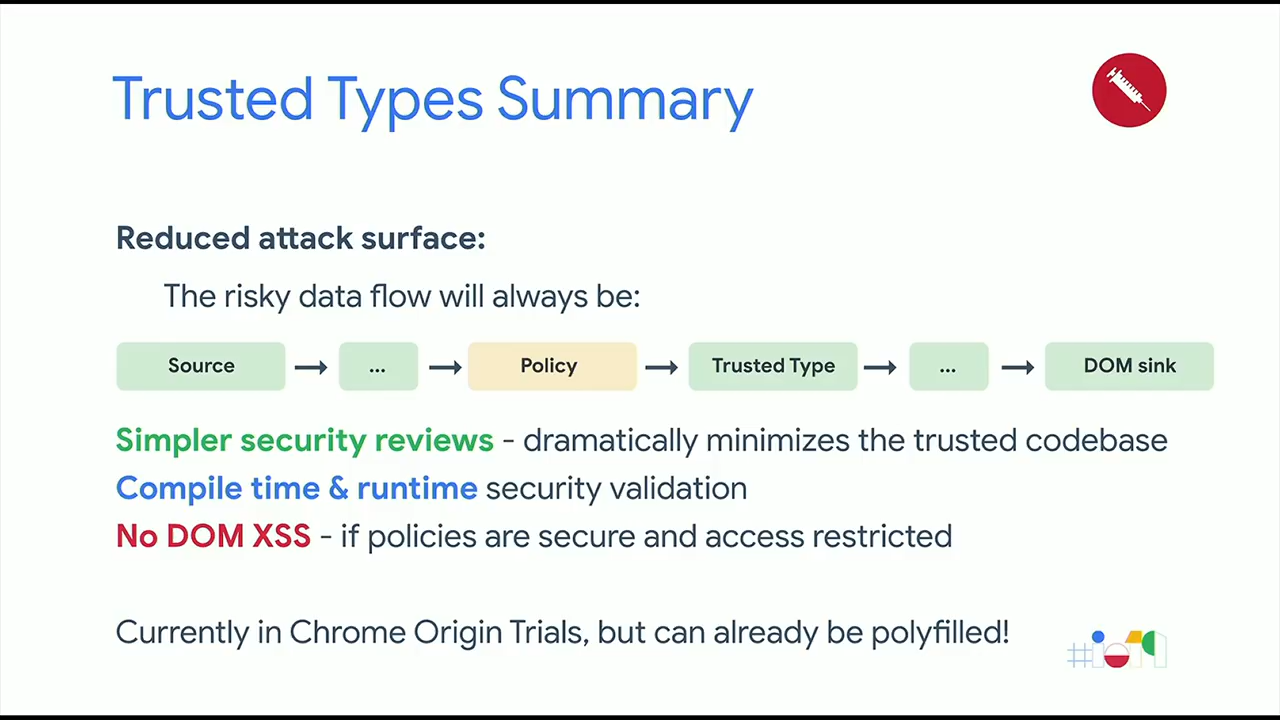 Trusted Types Summary
Reduced attack surface:
The risky data flow will always be:
Source → ... → Policy → Trusted Type → ... → DOM sink
Simpler security reviews - dramatically minimizes the trusted codebase
Compile time & runtime security validation
No DOM XSS - if policies are secure and access restricted
Currently in Chrome Origin Trials, but can already be polyfilled!
#io19